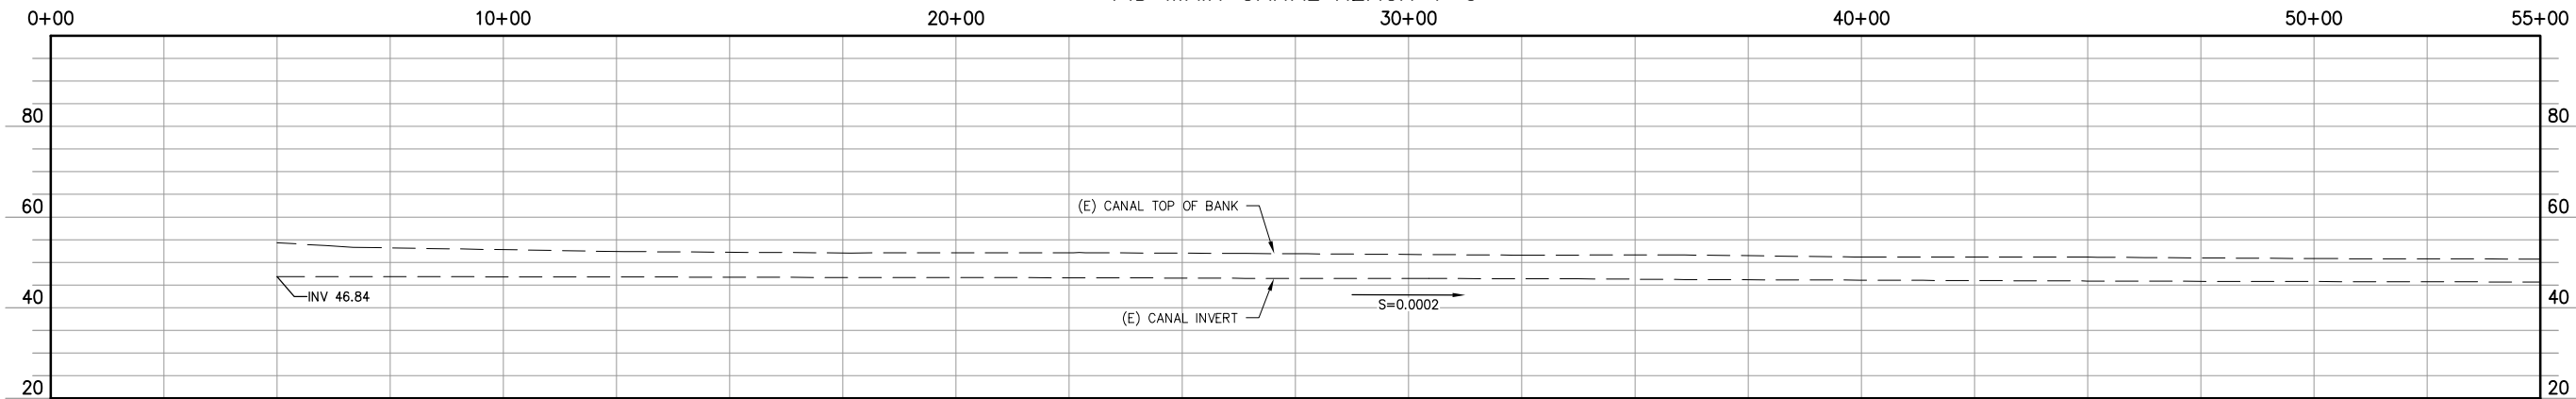 0+00 10+00 20+00 30+00 40+00 50+00 55+00
80 80
60 60
(E) CANAL TOP OF BANK
40 40
INV 46.84
S=0.0002
(E) CANAL INVERT
20 20